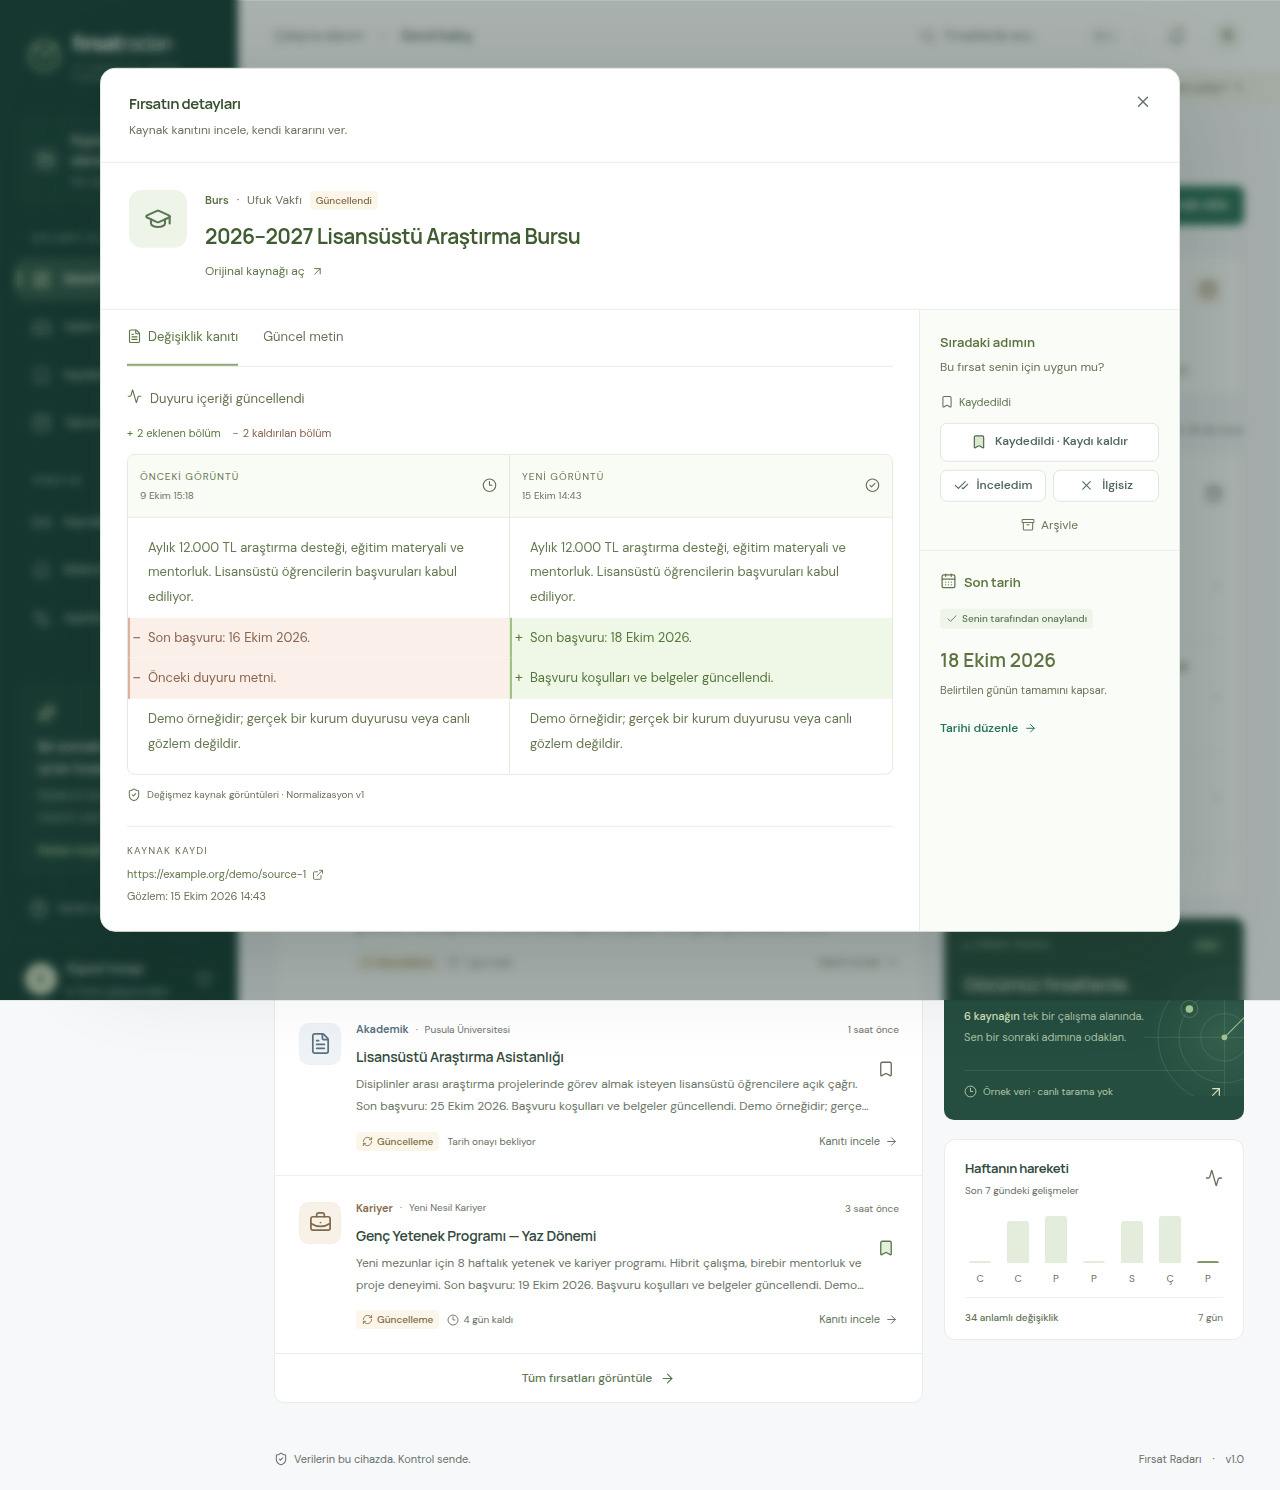 Fırsatın detayları
Kaynak kanıtını incele, kendi kararını ver.
Burs · Ufuk Vakfı Güncellendi
2026–2027 Lisansüstü Araştırma Bursu
Orijinal kaynağı aç
Değişiklik kanıtı Güncel metin
Duyuru içeriği güncellendi
+ 2 eklenen bölüm − 2 kaldırılan bölüm
ÖNCEKİ GÖRÜNTÜ
9 Ekim 15:18
Aylık 12.000 TL araştırma desteği, eğitim materyali ve
mentorluk. Lisansüstü öğrencilerin başvuruları kabul
ediliyor.
− Son başvuru: 16 Ekim 2026.
− Önceki duyuru metni.
Demo örneğidir; gerçek bir kurum duyurusu veya canlı
gözlem değildir.
YENİ GÖRÜNTÜ
15 Ekim 14:43
Aylık 12.000 TL araştırma desteği, eğitim materyali ve
mentorluk. Lisansüstü öğrencilerin başvuruları kabul
ediliyor.
+ Son başvuru: 18 Ekim 2026.
+ Başvuru koşulları ve belgeler güncellendi.
Demo örneğidir; gerçek bir kurum duyurusu veya canlı
gözlem değildir.
Değişmez kaynak görüntüleri · Normalizasyon v1
KAYNAK KAYDI
https://example.org/demo/source-1
Gözlem: 15 Ekim 2026 14:43
Sıradaki adımın
Bu fırsat senin için uygun mu?
Kaydedildi
Kaydedildi · Kaydı kaldır
İnceledim
İlgisiz
Arşivle
Son tarih
Senin tarafından onaylandı
18 Ekim 2026
Belirtilen günün tamamını kapsar.
Tarihi düzenle
Akademik · Pusula Üniversitesi 1 saat önce
Lisansüstü Araştırma Asistanlığı
Disiplinler arası araştırma projelerinde görev almak isteyen lisansüstü öğrencilere açık çağrı.
Son başvuru: 25 Ekim 2026. Başvuru koşulları ve belgeler güncellendi. Demo örneğidir; gerçe...
Güncelleme Tarih onayı bekliyor Kanıtı incele
Kariyer · Yeni Nesil Kariyer 3 saat önce
Genç Yetenek Programı — Yaz Dönemi
Yeni mezunlar için 8 haftalık yetenek ve kariyer programı. Hibrit çalışma, birebir mentorluk ve
proje deneyimi. Son başvuru: 19 Ekim 2026. Başvuru koşulları ve belgeler güncellendi. Demo...
Güncelleme 4 gün kaldı Kanıtı incele
Tüm fırsatları görüntüle
6 kaynağın tek bir çalışma alanında.
Sen bir sonraki adımına odaklan.
Örnek veri · canlı tarama yok
Haftanın hareketi
Son 7 gündeki gelişmeler
C C P P S Ç P
34 anlamlı değişiklik 7 gün
Verilerin bu cihazda. Kontrol sende.
Fırsat Radarı · v1.0